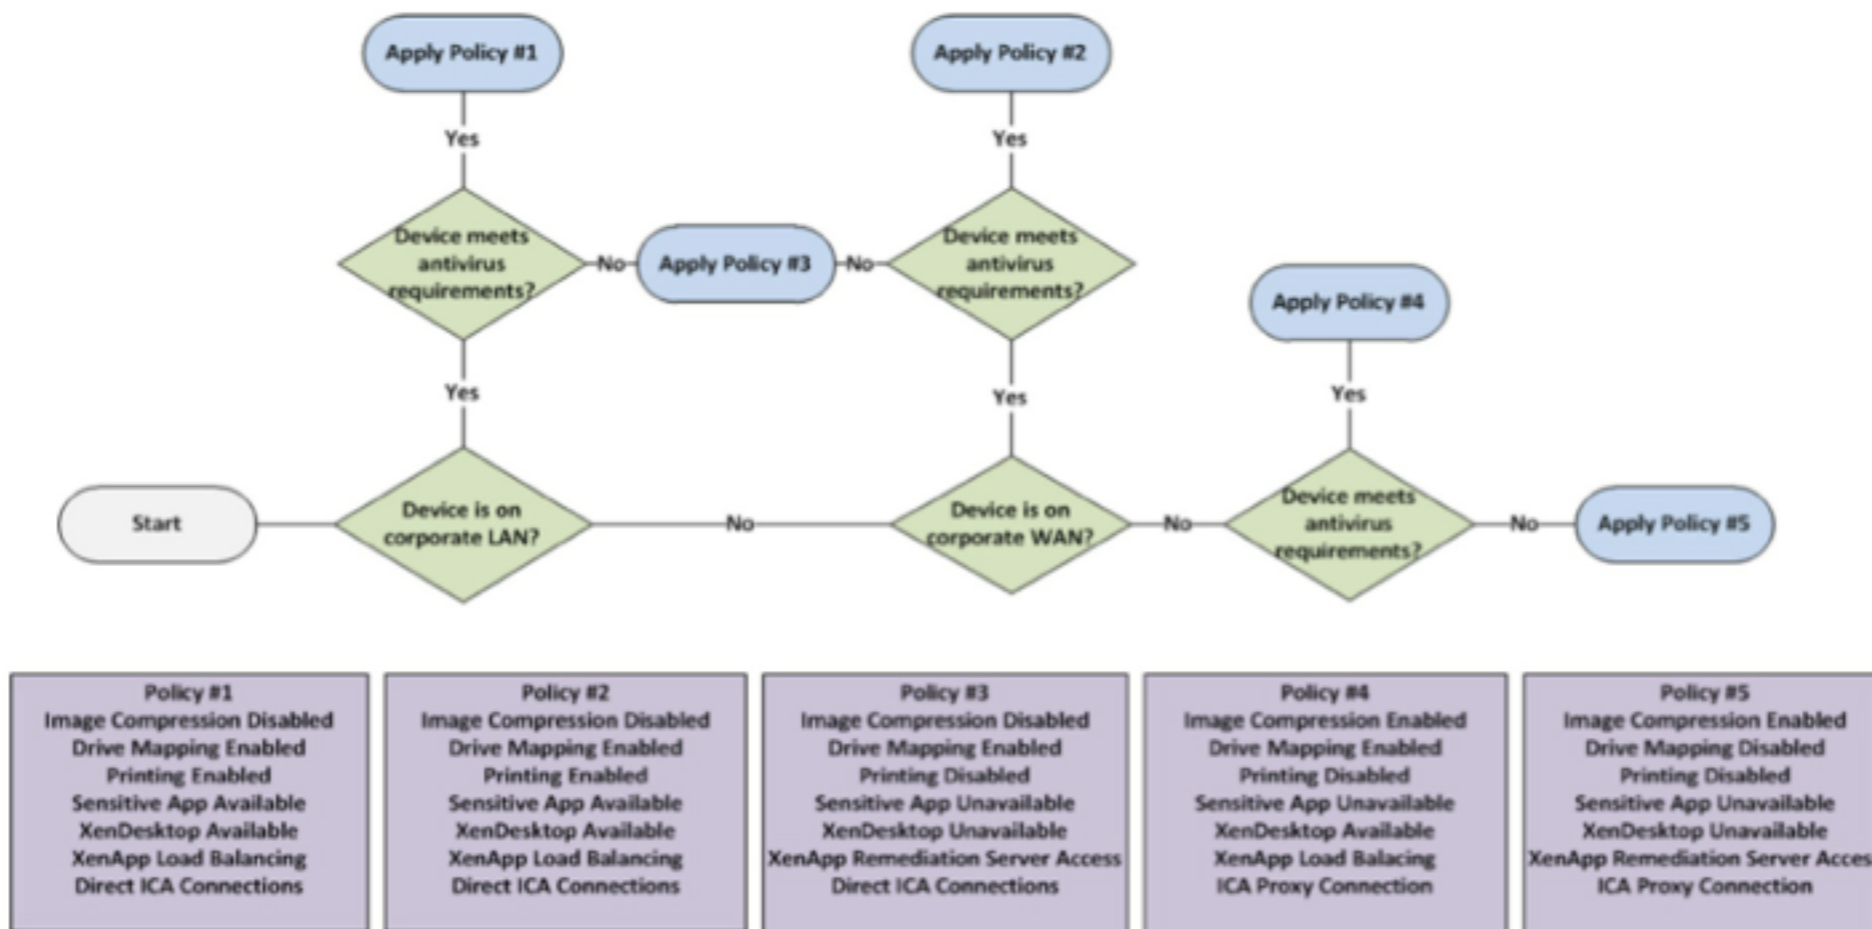 Apply Policy #1
Apply Policy #2
Yes
Yes
Device meets
antivirus
requirements?
No
Apply Policy #3
No
Device meets
antivirus
requirements?
Apply Policy #4
Yes
Yes
Yes
Start
Device is on
corporate LAN?
No
Device is on
corporate WAN?
No
Device meets
antivirus
requirements?
No
Apply Policy #5
Policy #1
Image Compression Disabled
Drive Mapping Enabled
Printing Enabled
Sensitive App Available
XenDesktop Available
XenApp Load Balancing
Direct ICA Connections
Policy #2
Image Compression Disabled
Drive Mapping Enabled
Printing Enabled
Sensitive App Available
XenDesktop Available
XenApp Load Balancing
Direct ICA Connections
Policy #3
Image Compression Disabled
Drive Mapping Enabled
Printing Disabled
Sensitive App Unavailable
XenDesktop Unavailable
XenApp Remediation Server Access
Direct ICA Connections
Policy #4
Image Compression Enabled
Drive Mapping Enabled
Printing Disabled
Sensitive App Unavailable
XenDesktop Available
XenApp Load Balacing
ICA Proxy Connection
Policy #5
Image Compression Enabled
Drive Mapping Disabled
Printing Disabled
Sensitive App Unavailable
XenDesktop Unavailable
XenApp Remediation Server Acces
ICA Proxy Connection